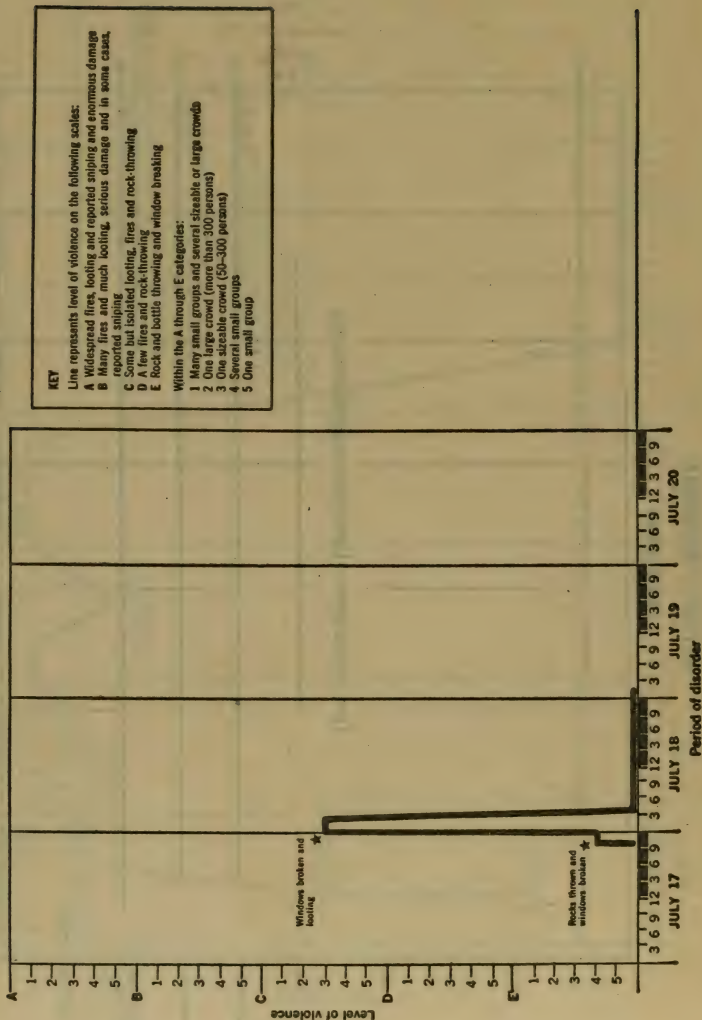 KEY
Line represents level of violence on the following scales:
A Widespread fires, looting and reported sniping and enormous damage
B Many fires and much looting, serious damage and in some cases,
reported sniping
C Some but isolated looting, fires and rock-throwing
D A few fires and rock-throwing
E Rock and bottle throwing and window breaking
Within the A through E categories:
1 Many small groups and several sizeable or large crowds
2 One large crowd (more than 300 persons)
3 One sizeable crowd (50–300 persons)
4 Several small groups
5 One small group
Level of violence
A
1
2
3
4
5
B
1
2
3
4
5
C
1
2
3
4
5
D
1
2
3
4
5
E
1
2
3
4
5
Windows broken and
looting
Rocks thrown and
windows broken
3 6 9 12 3 6 9 3 6 9 12 3 6 9 3 6 9 12 3 6 9 3 6 9 12 3 6 9
JULY 17 JULY 18 JULY 19 JULY 20
Period of disorder